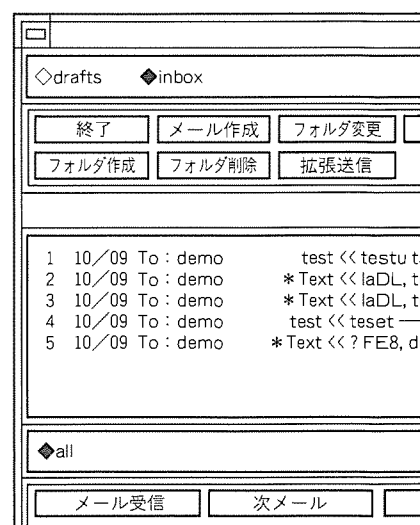 ◇drafts ◆inbox
終了 メール作成 フォルダ変更
フォルダ作成 フォルダ削除 拡張送信
1 10／09 To：demo test《testu t
2 10／09 To：demo ＊Text《laDL, t
3 10／09 To：demo ＊Text《laDL, t
4 10／09 To：demo test《teset —
5 10／09 To：demo ＊Text《? FE8, d
◆all
メール受信 次メール